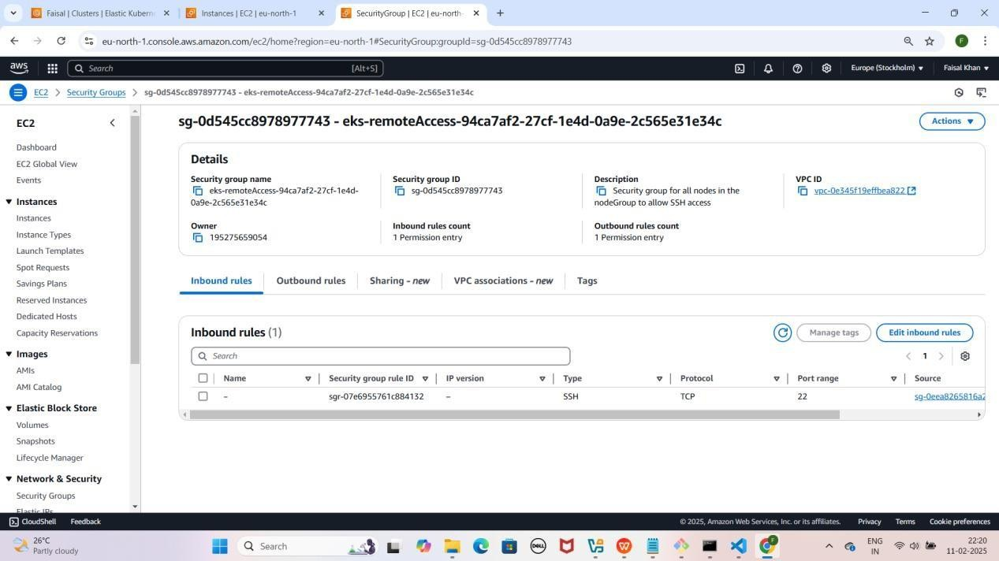 Faisal | Clusters | Elastic Kubern
Instances | EC2 | eu-north-1
SecurityGroup | EC2 | eu-north-
eu-north-1.console.aws.amazon.com/ec2/home?region=eu-north-1#SecurityGroup:groupId=sg-0d545cc8978977743
F
aws
Search
[Alt+S]
Europe (Stockholm)
Faisal Khan
EC2 > Security Groups > sg-0d545cc8978977743 - eks-remoteAccess-94ca7af2-27cf-1e4d-0a9e-2c565e31e34c
EC2
Dashboard
EC2 Global View
Events
Instances
Instances
Instance Types
Launch Templates
Spot Requests
Savings Plans
Reserved Instances
Dedicated Hosts
Capacity Reservations
Images
AMIs
AMI Catalog
Elastic Block Store
Volumes
Snapshots
Lifecycle Manager
Network & Security
Security Groups
Elastic IPs
sg-0d545cc8978977743 - eks-remoteAccess-94ca7af2-27cf-1e4d-0a9e-2c565e31e34c
Actions
Details
Security group name
eks-remoteAccess-94ca7af2-27cf-1e4d-
0a9e-2c565e31e34c
Security group ID
sg-0d545cc8978977743
Description
Security group for all nodes in the
nodeGroup to allow SSH access
VPC ID
vpc-0e345f19effbea822
Owner
195275659054
Inbound rules count
1 Permission entry
Outbound rules count
1 Permission entry
Inbound rules
Outbound rules
Sharing - new
VPC associations - new
Tags
Inbound rules (1)
Manage tags
Edit inbound rules
Search
1
Name
Security group rule ID
IP version
Type
Protocol
Port range
Source
–
sgr-07e6955761c884132
–
SSH
TCP
22
sg-0eea8265816a2
CloudShell
Feedback
© 2025, Amazon Web Services, Inc. or its affiliates.
Privacy
Terms
Cookie preferences
26°C
Partly cloudy
Search
DELL
F
ENG
IN
22:20
11-02-2025